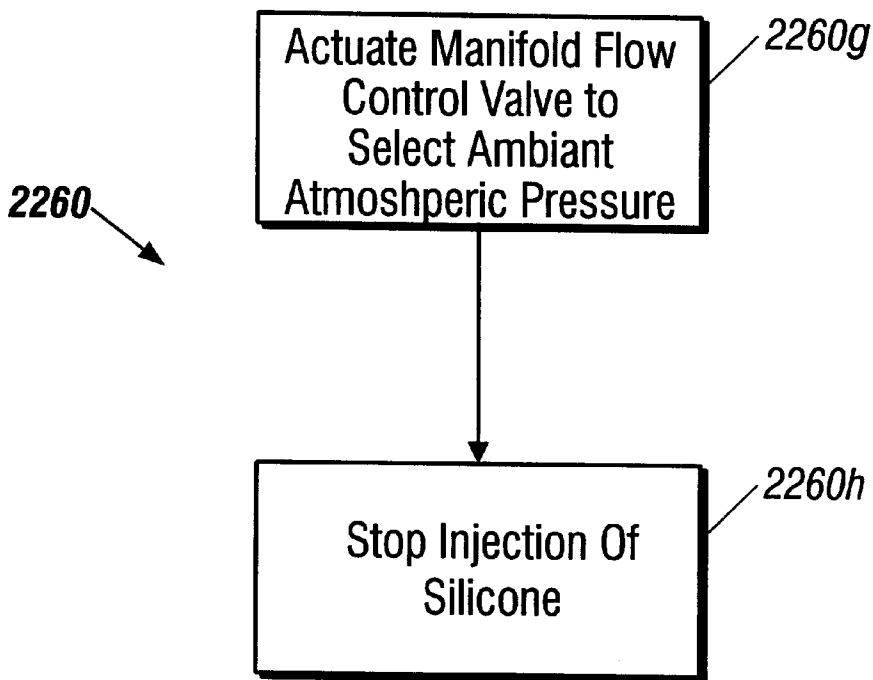 Actuate Manifold Flow
Control Valve to
Select Ambiant
Atmoshperic Pressure
2260g
2260
Stop Injection Of
Silicone
2260h